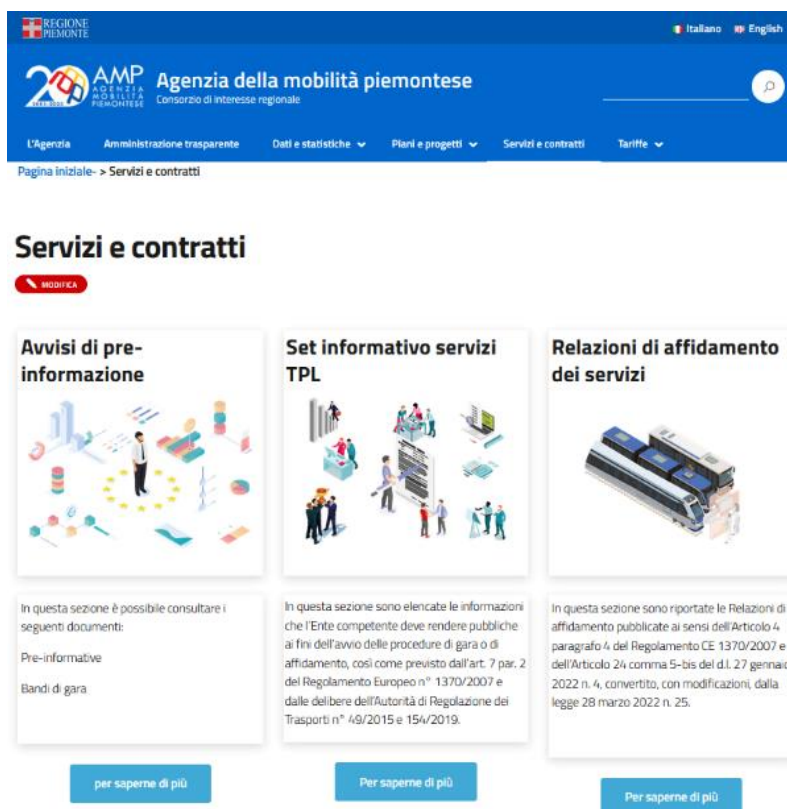 REGIONE
PIEMONTE
Italiano
English
AMP
AGENZIA
MOBILITÀ
PIEMONTESE
Agenzia della mobilità piemontese
Consorzio di interesse regionale
L'Agenzia
Amministrazione trasparente
Dati e statistiche
Piani e progetti
Servizi e contratti
Tariffe
Pagina iniziale- > Servizi e contratti
Servizi e contratti
MODIFICA
Avvisi di pre-
informazione
In questa sezione è possibile consultare i
seguenti documenti:
Pre-informative
Bandi di gara
per saperne di più
Set informativo servizi
TPL
In questa sezione sono elencate le informazioni
che l'Ente competente deve rendere pubbliche
ai fini dell'avvio delle procedure di gara o di
affidamento, così come previsto dall'art. 7 par. 2
del Regolamento Europeo n° 1370/2007 e
dalle delibere dell'Autorità di Regolazione dei
Trasporti n° 49/2015 e 154/2019.
Per saperne di più
Relazioni di affidamento
dei servizi
In questa sezione sono riportate le Relazioni di
affidamento pubblicate ai sensi dell'Articolo 4
paragrafo 4 del Regolamento CE 1370/2007 e
dell'Articolo 24 comma 5-bis del d.l. 27 gennaio
2022 n. 4, convertito, con modificazioni, dalla
legge 28 marzo 2022 n. 25.
Per saperne di più